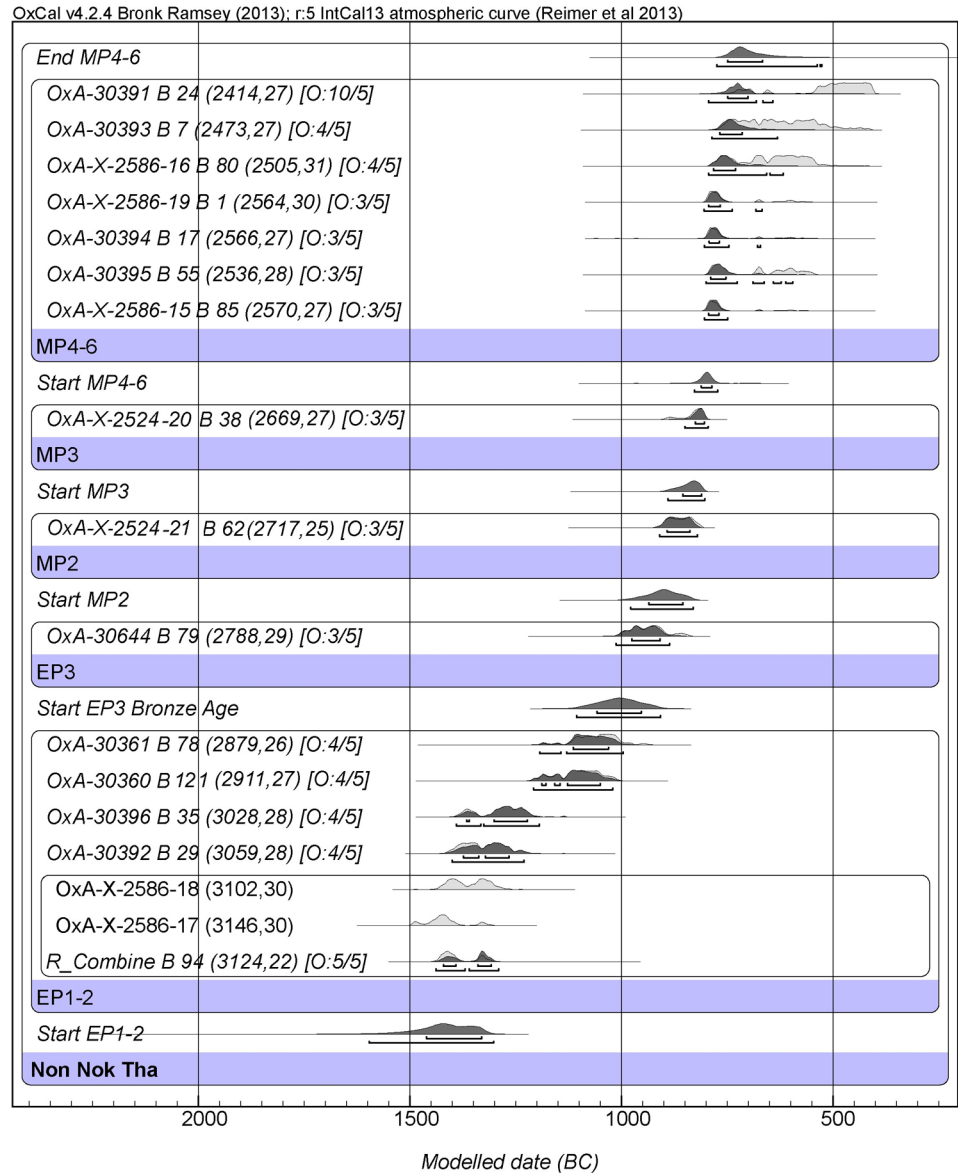 OxCal v4.2.4 Bronk Ramsey (2013); r:5 IntCal13 atmospheric curve (Reimer et al 2013)
End MP4-6
OxA-30391 B 24 (2414,27) [O:10/5]
OxA-30393 B 7 (2473,27) [O:4/5]
OxA-X-2586-16 B 80 (2505,31) [O:4/5]
OxA-X-2586-19 B 1 (2564,30) [O:3/5]
OxA-30394 B 17 (2566,27) [O:3/5]
OxA-30395 B 55 (2536,28) [O:3/5]
OxA-X-2586-15 B 85 (2570,27) [O:3/5]
MP4-6
Start MP4-6
OxA-X-2524-20 B 38 (2669,27) [O:3/5]
MP3
Start MP3
OxA-X-2524-21 B 62(2717,25) [O:3/5]
MP2
Start MP2
OxA-30644 B 79 (2788,29) [O:3/5]
EP3
Start EP3 Bronze Age
OxA-30361 B 78 (2879,26) [O:4/5]
OxA-30360 B 121 (2911,27) [O:4/5]
OxA-30396 B 35 (3028,28) [O:4/5]
OxA-30392 B 29 (3059,28) [O:4/5]
OxA-X-2586-18 (3102,30)
OxA-X-2586-17 (3146,30)
R_Combine B 94 (3124,22) [O:5/5]
EP1-2
Start EP1-2
Non Nok Tha
2000 1500 1000 500
Modelled date (BC)